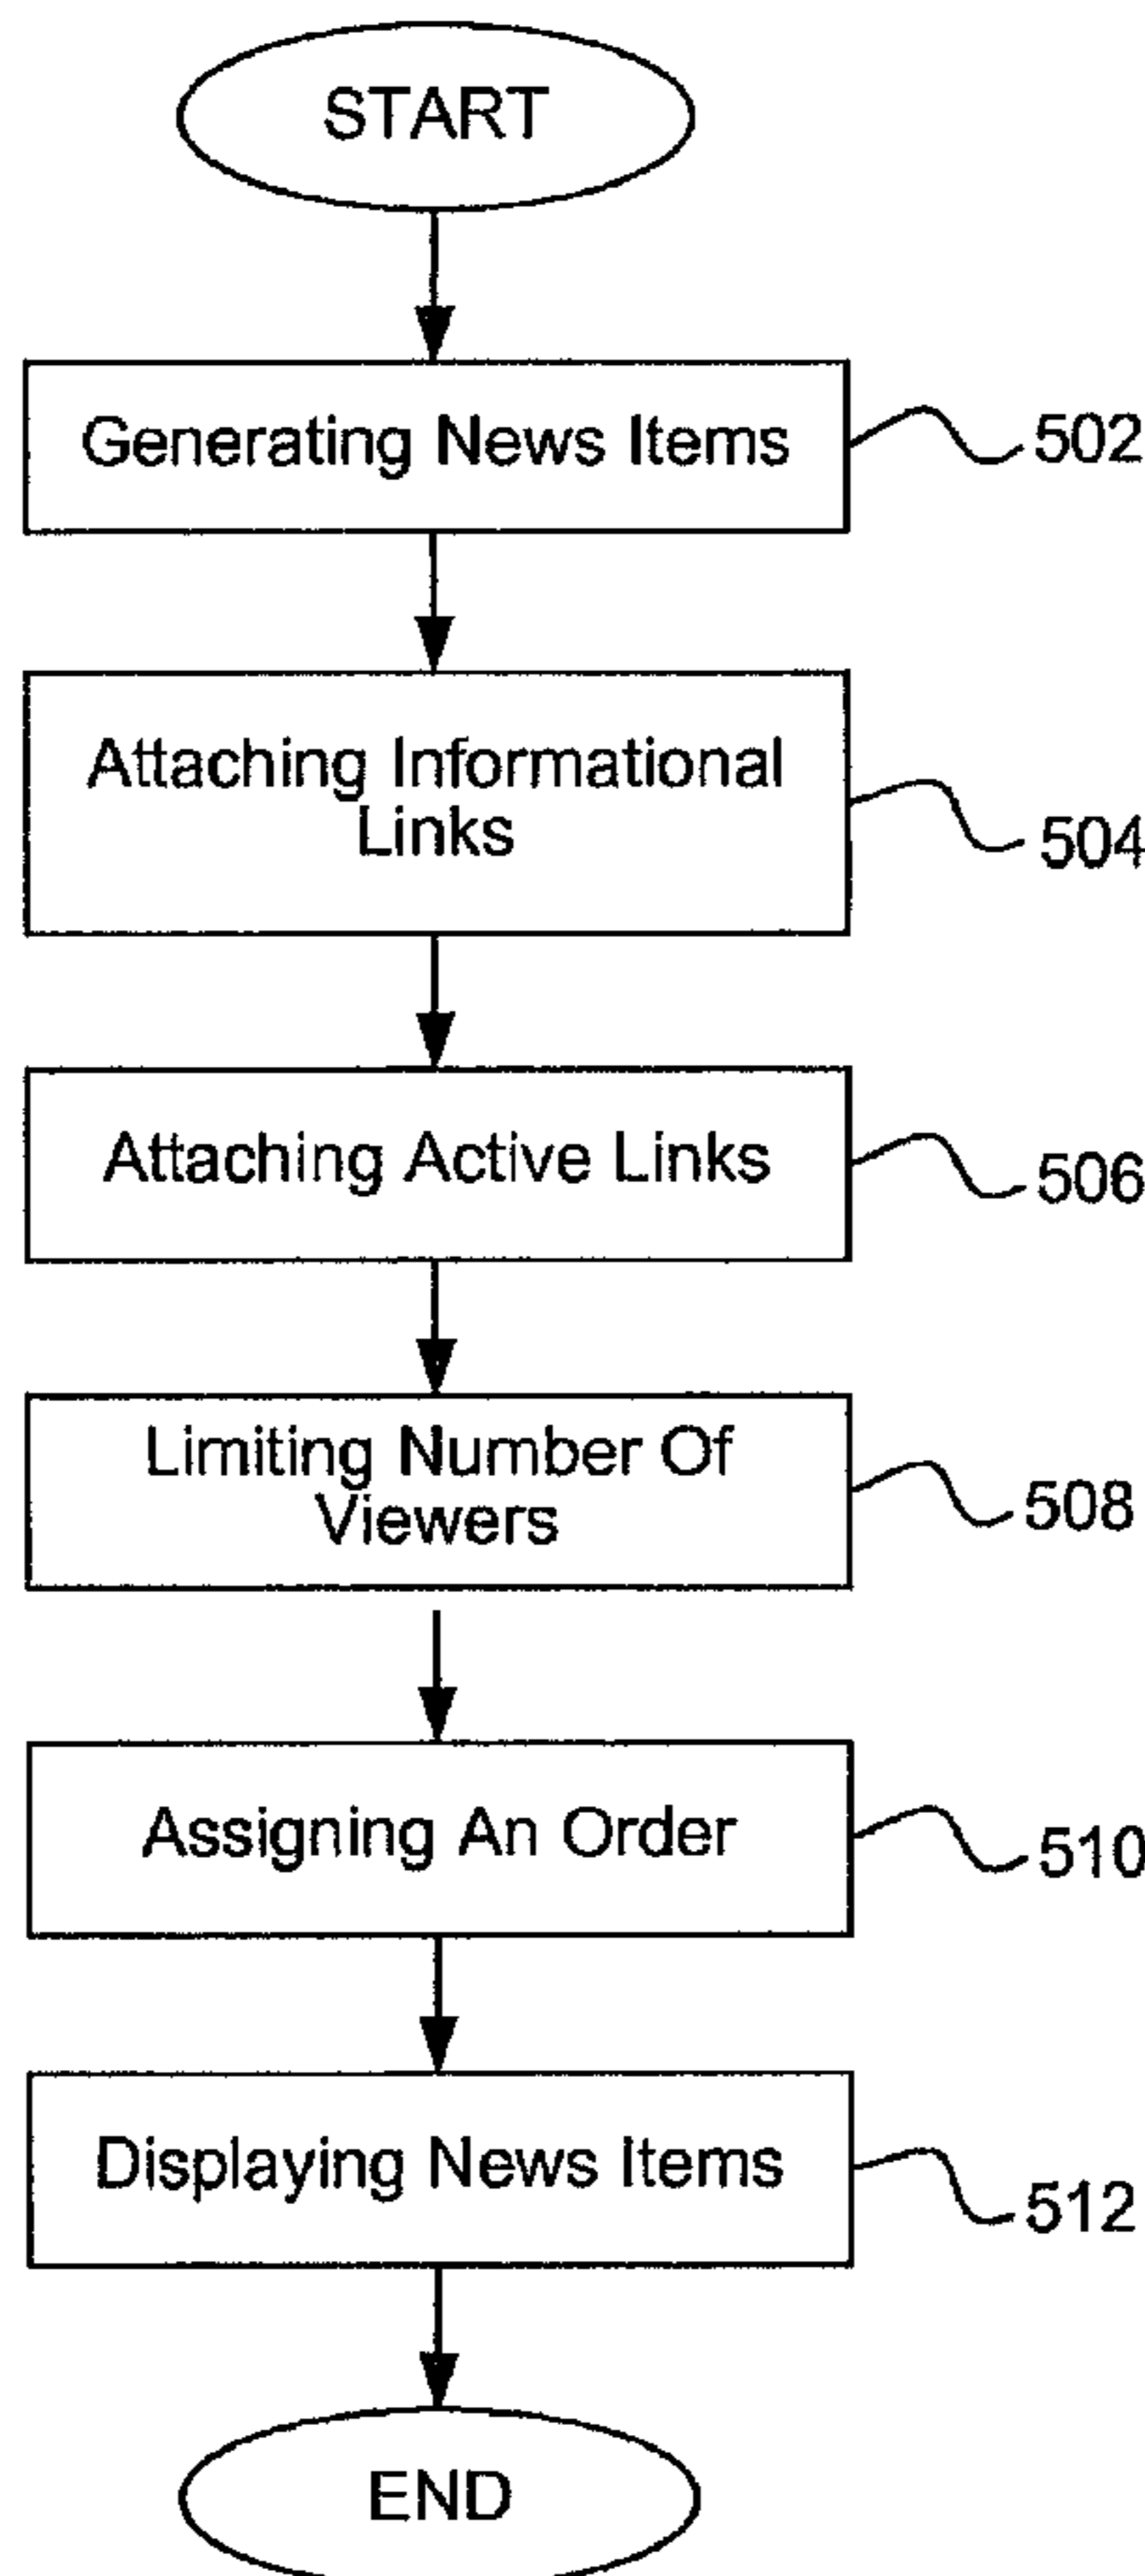 START
Generating News Items
502
Attaching Informational
Links
504
Attaching Active Links
506
Limiting Number Of
Viewers
508
Assigning An Order
510
Displaying News Items
512
END